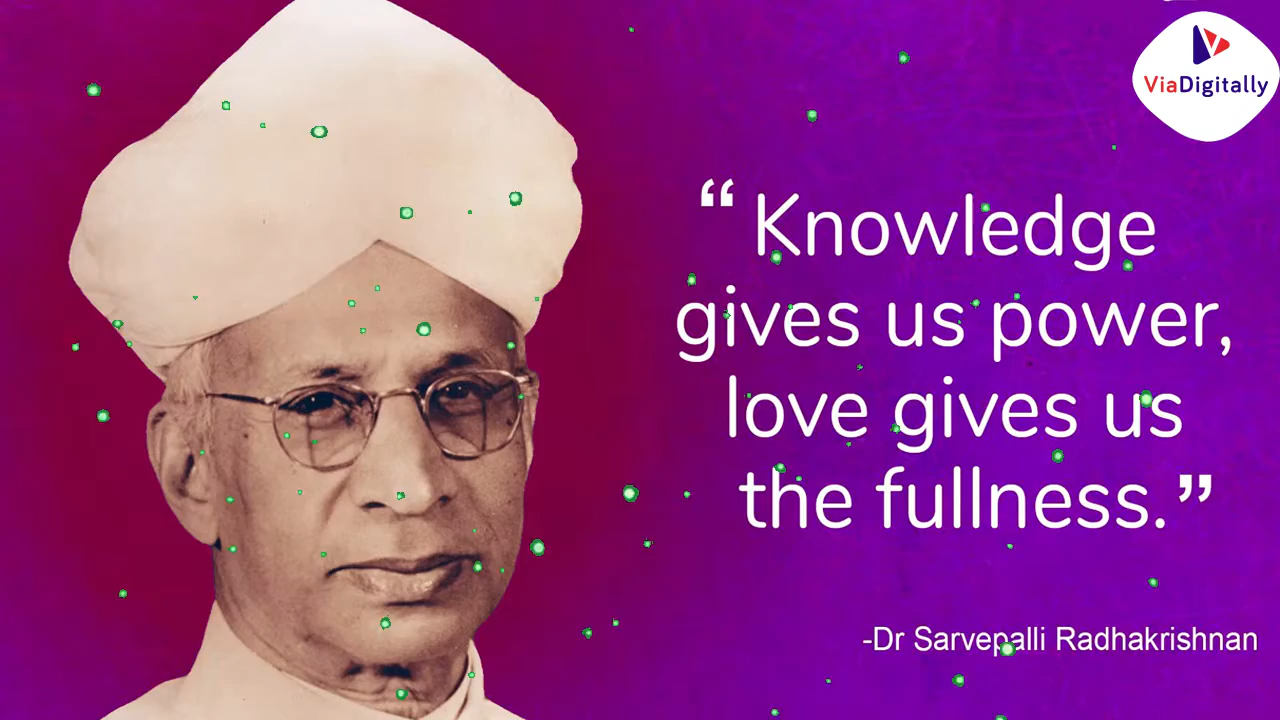 ViaDigitally
“ Knowledge
gives us power,
love gives us
the fullness.”
-Dr Sarvepalli Radhakrishnan